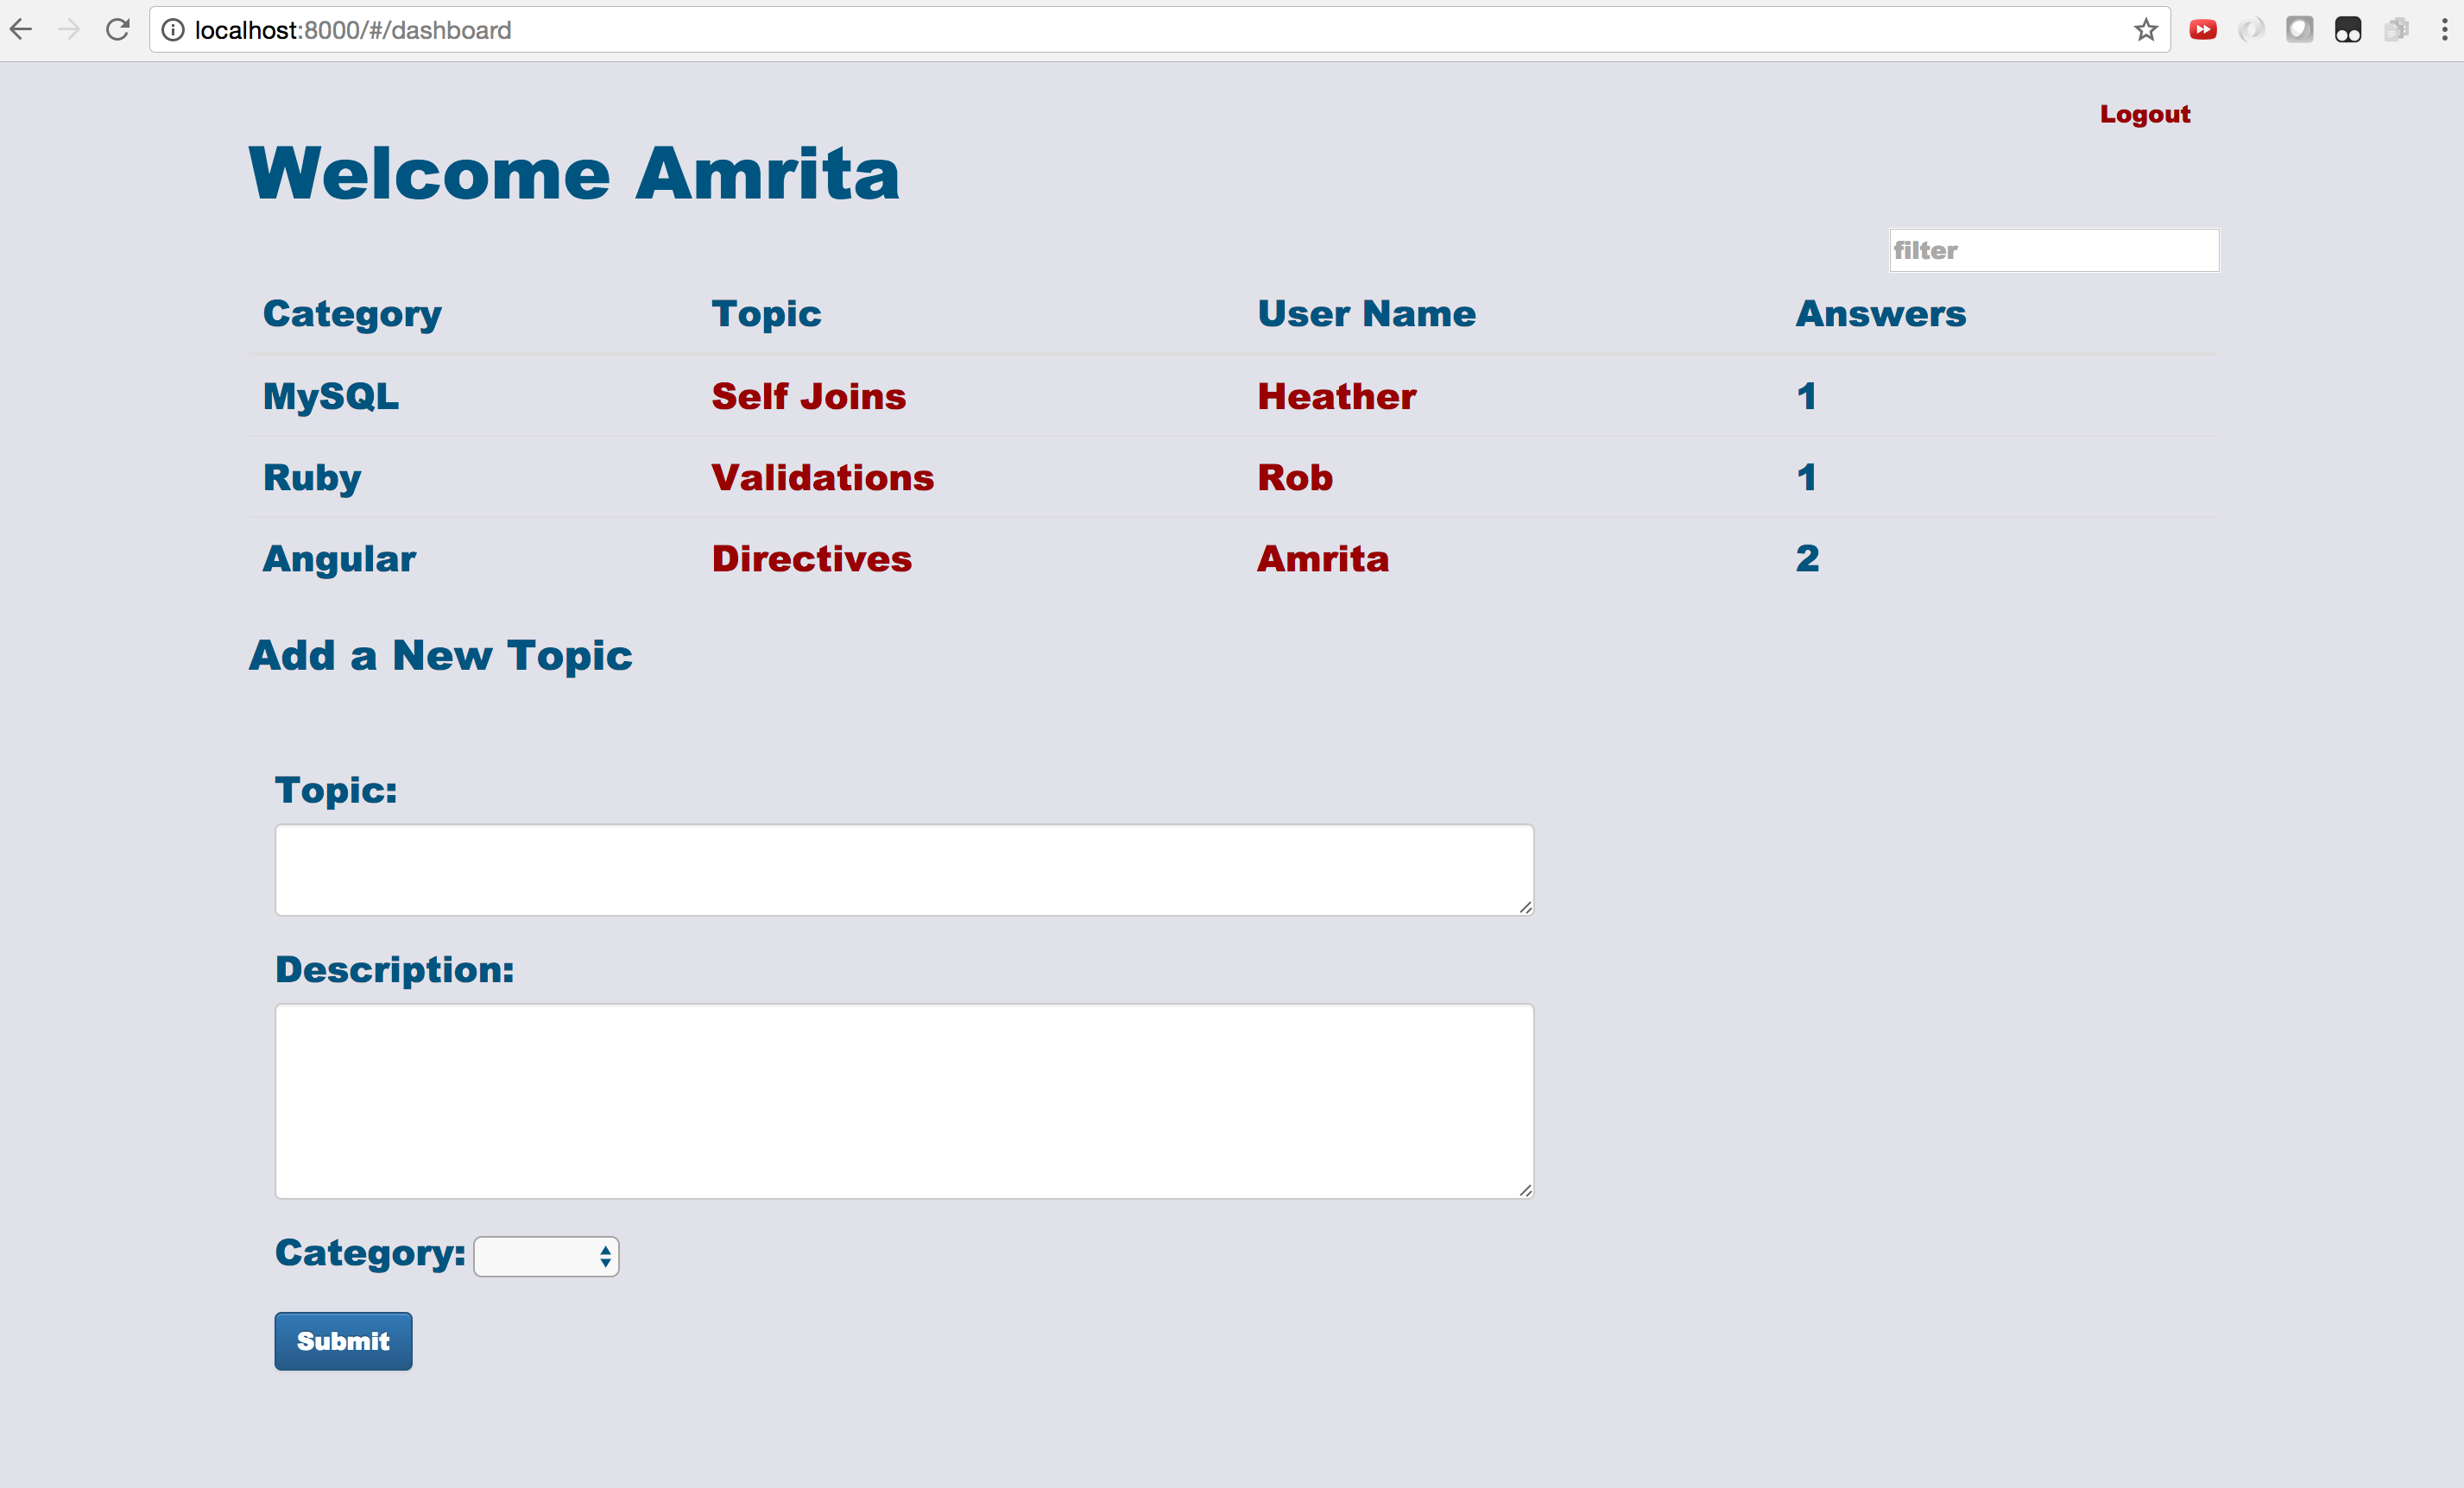 localhost:8000/#/dashboard
Logout
Welcome Amrita
filter
Category Topic User Name Answers
MySQL Self Joins Heather 1
Ruby Validations Rob 1
Angular Directives Amrita 2
Add a New Topic
Topic:
Description:
Category:
Submit